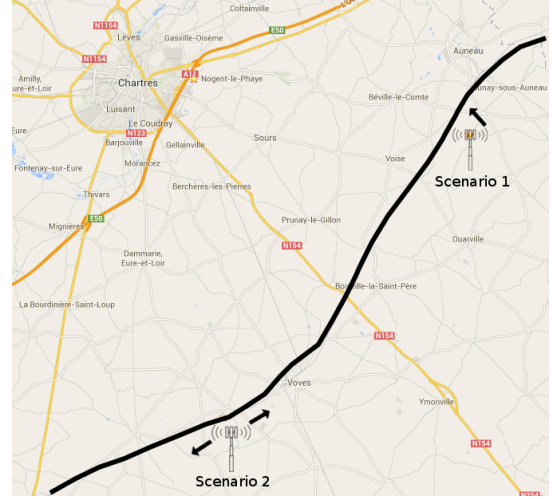 Coltainville
N1154
Lèves
E50
Gasville-Oisème
Auneau
N1154
A11
Amilly,
Eure-et-Loir
Chartres
Nogent-le-Phaye
Aunay-sous-Auneau
Béville-le-Comte
Luisant
Le Coudray
Eure
N123
Sours
Barjouville
Gellainville
Voise
Morancez
Fontenay-sur-Eure
Scenario 1
Thivars
Bercheres-les-Pierres
E50
Prunay-le-Gillon
Mignières
Ouarville
N154
Dammarie,
Eure-et-Loir
Boisville-la-Saint-Père
La Bourdinière-Saint-Loup
N154
Voves
Ymonville
N154
Scenario 2
N154